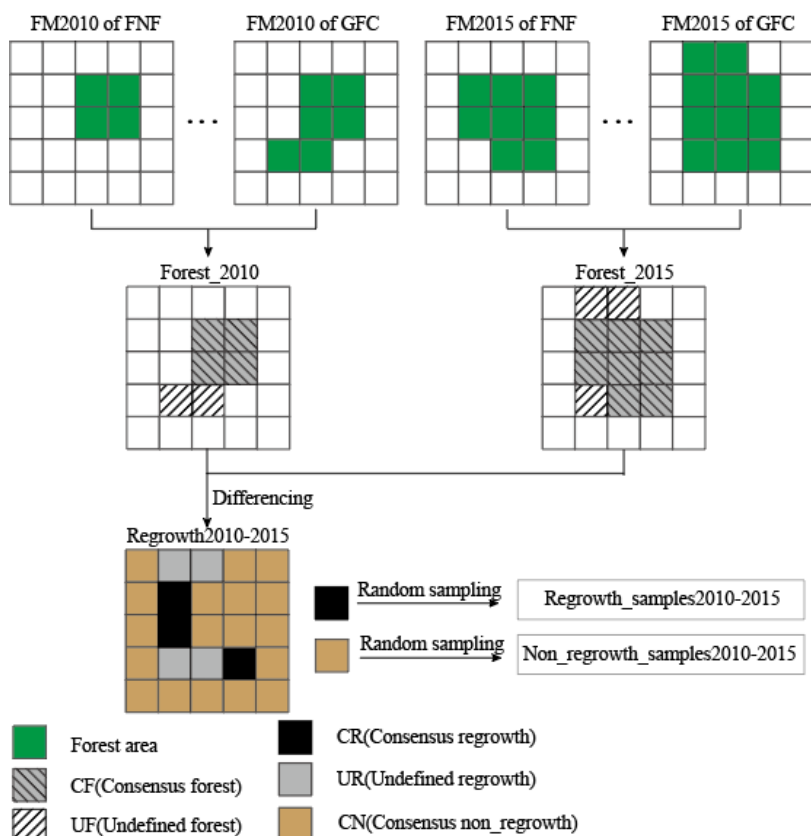 FM2010 of FNF
FM2010 of GFC
FM2015 of FNF
FM2015 of GFC
...
...
Forest_2010
Forest_2015
Differencing
Regrowth2010-2015
Random sampling
Regrowth_samples2010-2015
Random sampling
Non_regrowth_samples2010-2015
Forest area
CR(Consensus regrowth)
CF(Consensus forest)
UR(Undefined regrowth)
UF(Undefined forest)
CN(Consensus non_regrowth)